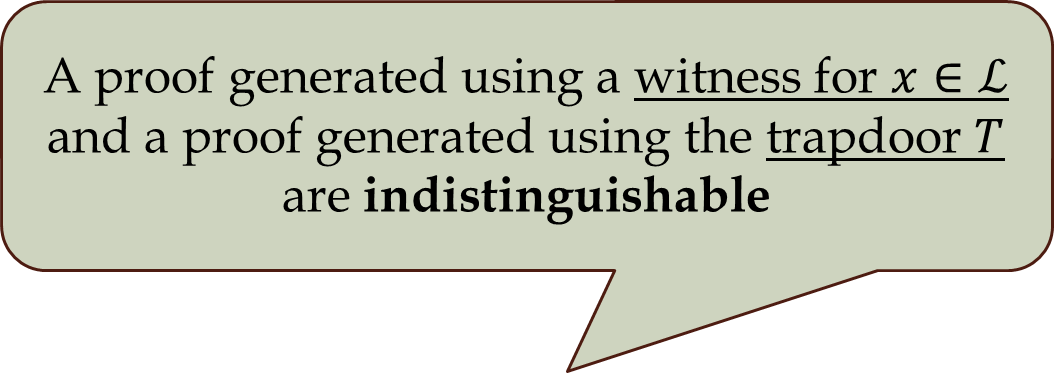 A proof generated using a witness for 𝑥 ∈ ℒ
and a proof generated using the trapdoor 𝑇
are indistinguishable